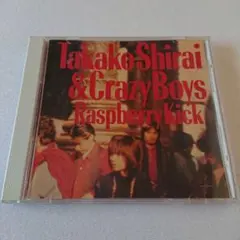 Takako Shirai
& Crazy Boys
Raspberry Kick